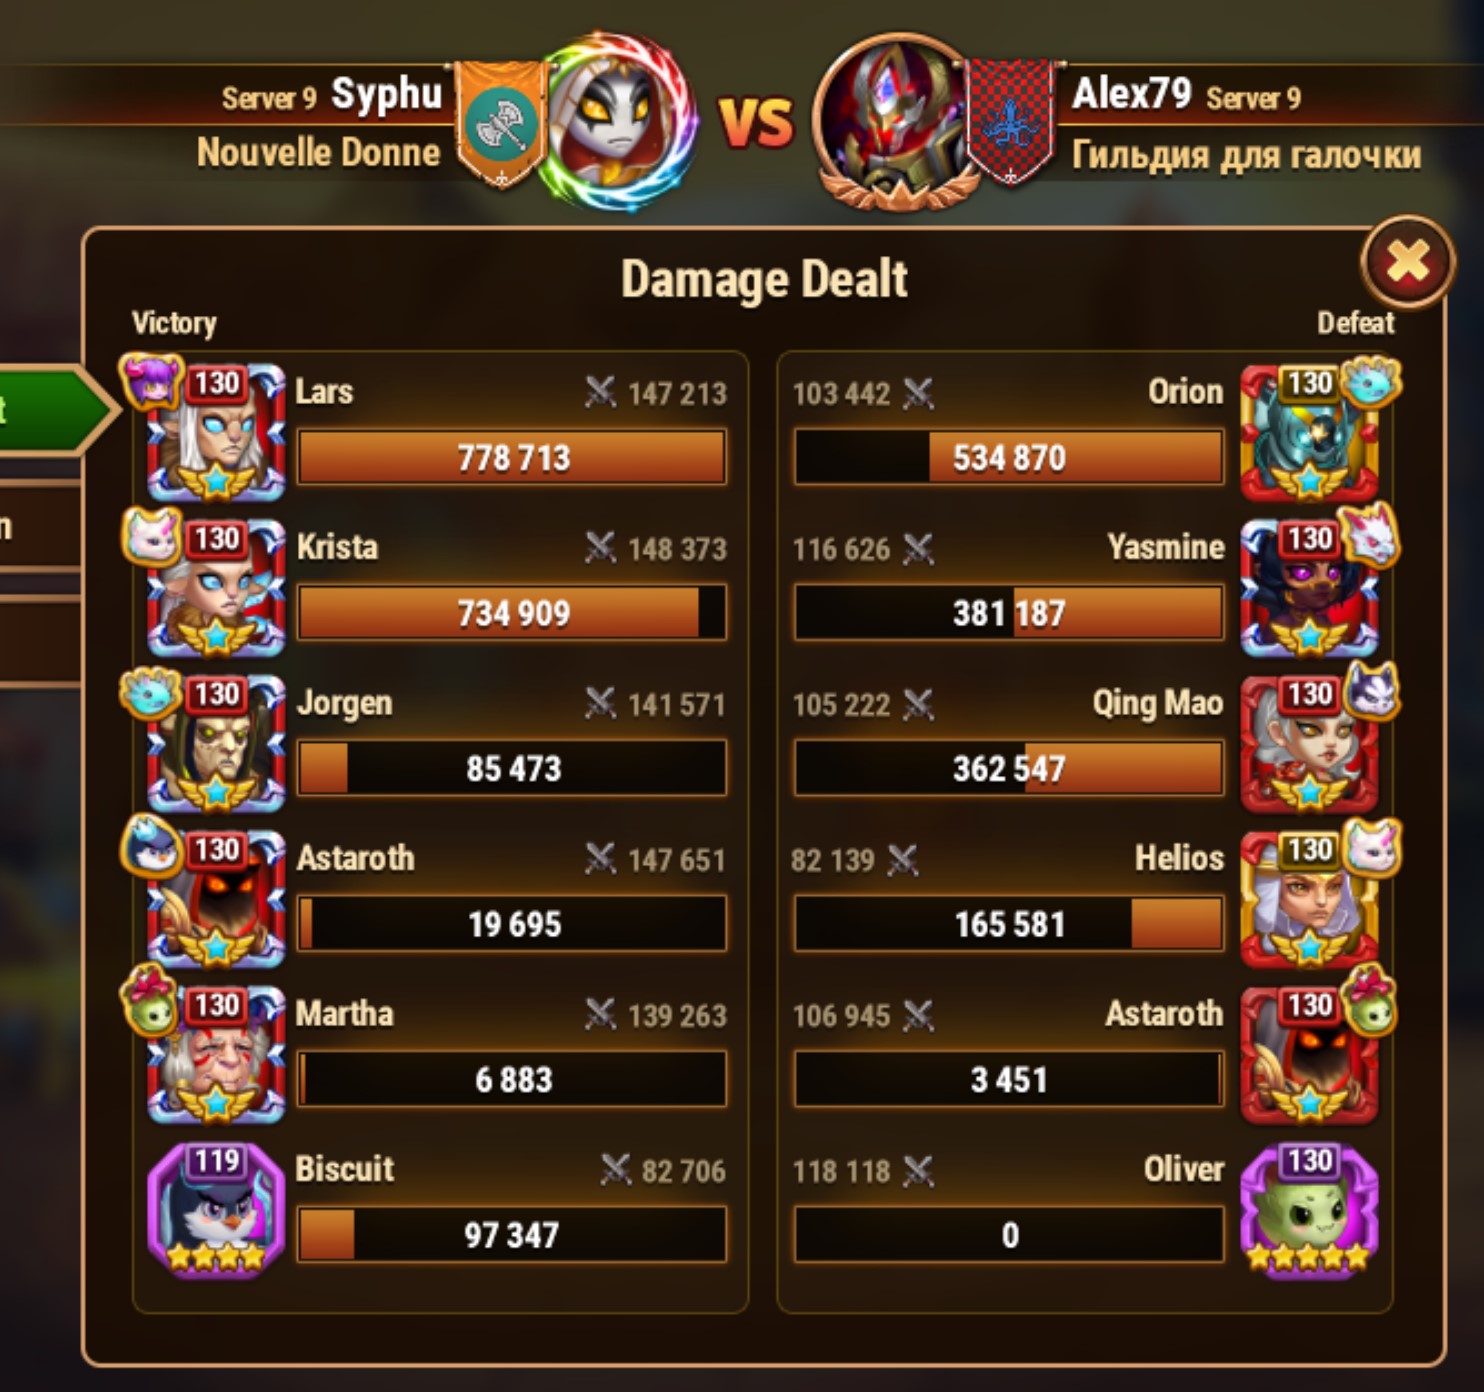 Server 9 Syphu
Nouvelle Donne
VS
Alex79 Server 9
Гильдия для галочки
Damage Dealt
Victory
Defeat
t
n
130 Lars 147 213
778 713
130 Krista 148 373
734 909
130 Jorgen 141 571
85 473
130 Astaroth 147 651
19 695
130 Martha 139 263
6 883
119 Biscuit 82 706
97 347
103 442 Orion 130
534 870
116 626 Yasmine 130
381 187
105 222 Qing Mao 130
362 547
82 139 Helios 130
165 581
106 945 Astaroth 130
3 451
118 118 Oliver 130
0